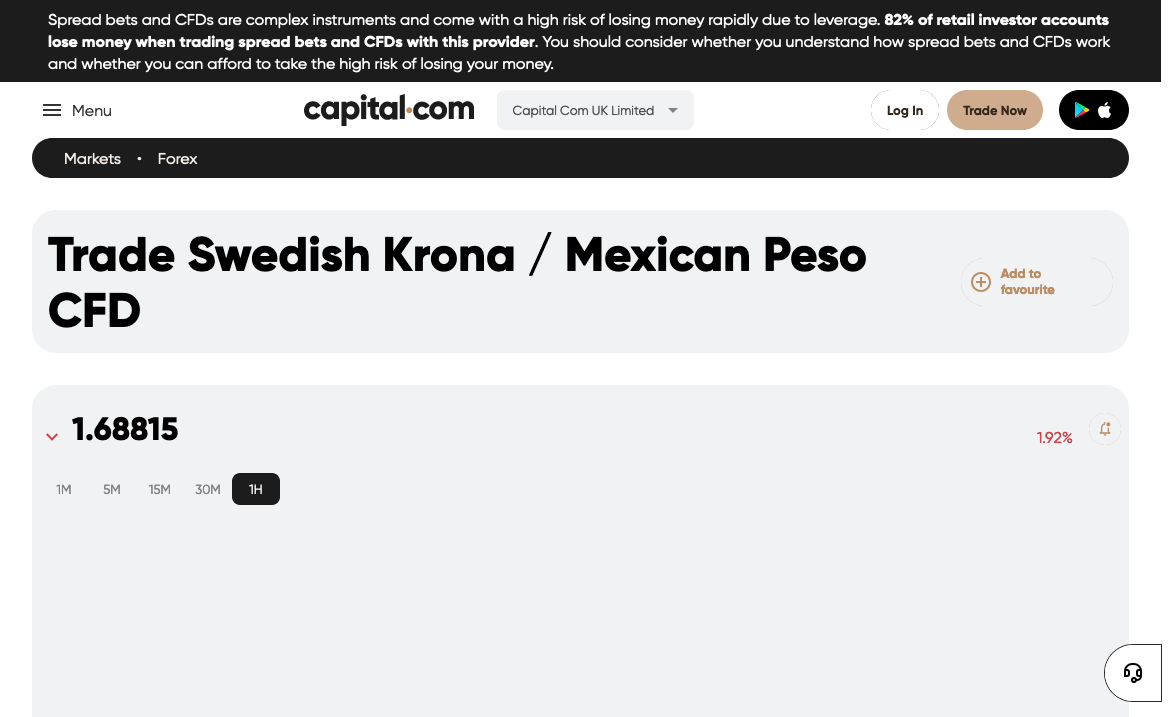 Spread bets and CFDs are complex instruments and come with a high risk of losing money rapidly due to leverage. 82% of retail investor accounts
lose money when trading spread bets and CFDs with this provider. You should consider whether you understand how spread bets and CFDs work
and whether you can afford to take the high risk of losing your money.
Menu
capital.com
Capital Com UK Limited
Log In
Trade Now
Markets • Forex
Trade Swedish Krona / Mexican Peso
CFD
Add to
favourite
1.68815
1.92%
1M 5M 15M 30M 1H